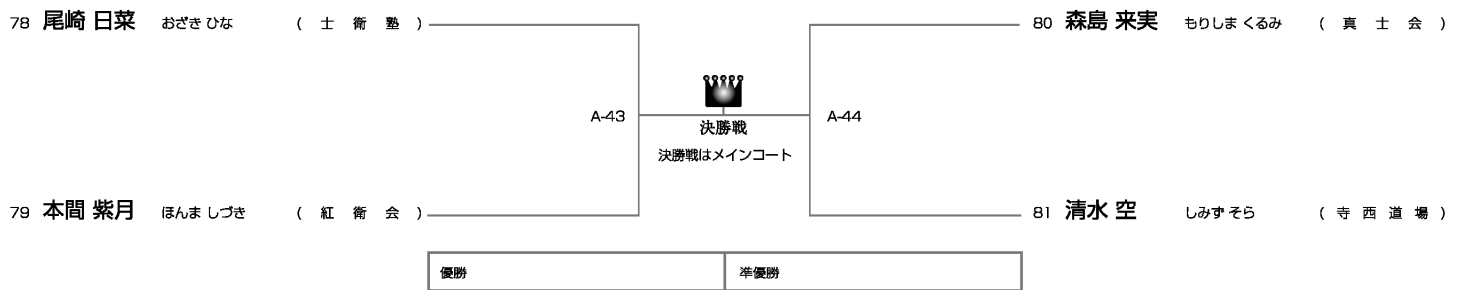 78 尾崎 日菜 おざき ひな ( 士 衛 塾 )
80 森島 来実 もりしま くるみ ( 真 士 会 )
A-43
A-44
決勝戦
決勝戦はメインコート
79 本間 紫月 ほんま しづき ( 紅 衛 会 )
81 清水 空 しみず そら ( 寺 西 道 場 )
優勝
準優勝